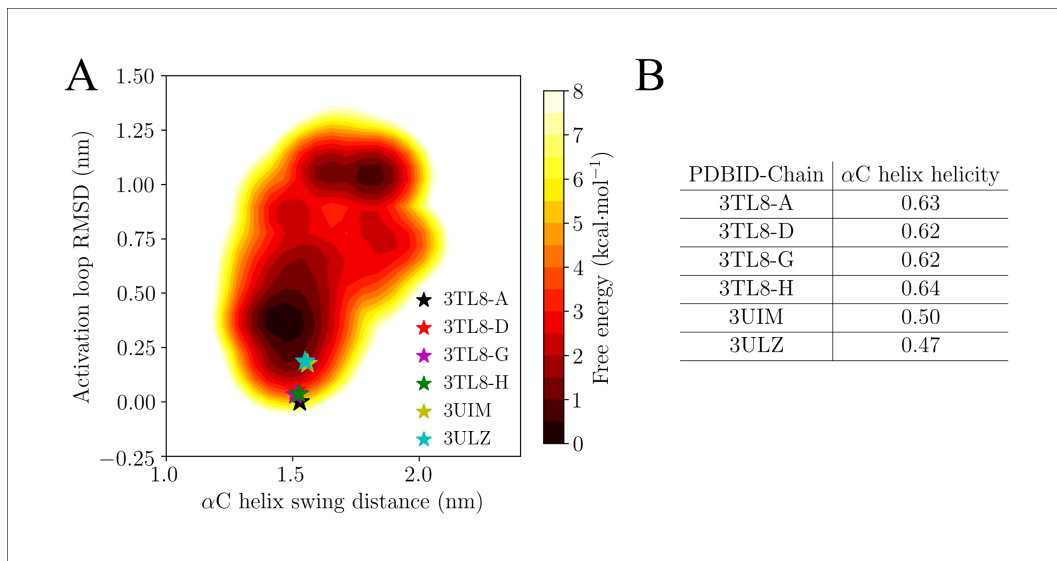 A
Activation loop RMSD (nm)
1.50
1.25
1.00
0.75
0.50
0.25
0.00
−0.25
1.0
1.5
2.0
αC helix swing distance (nm)
3TL8-A
3TL8-D
3TL8-G
3TL8-H
3UIM
3ULZ
8
7
6
5
4
3
2
1
0
Free energy (kcal·mol⁻¹)
B
PDBID-Chain αC helix helicity
3TL8-A 0.63
3TL8-D 0.62
3TL8-G 0.62
3TL8-H 0.64
3UIM 0.50
3ULZ 0.47